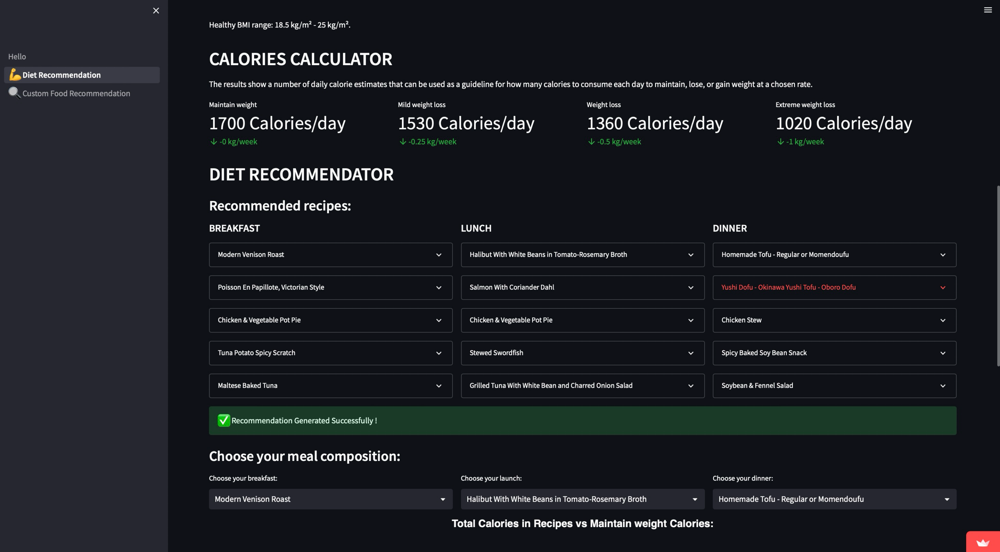 Healthy BMI range: 18.5 kg/m² - 25 kg/m².
Hello
Diet Recommendation
Custom Food Recommendation
CALORIES CALCULATOR
The results show a number of daily calorie estimates that can be used as a guideline for how many calories to consume each day to maintain, lose, or gain weight at a chosen rate.
Maintain weight
1700 Calories/day
-0 kg/week
Mild weight loss
1530 Calories/day
-0.25 kg/week
Weight loss
1360 Calories/day
-0.5 kg/week
Extreme weight loss
1020 Calories/day
-1 kg/week
DIET RECOMMENDATOR
Recommended recipes:
BREAKFAST
Modern Venison Roast
Poisson En Papillote, Victorian Style
Chicken & Vegetable Pot Pie
Tuna Potato Spicy Scratch
Maltese Baked Tuna
LUNCH
Halibut With White Beans in Tomato-Rosemary Broth
Salmon With Coriander Dahl
Chicken & Vegetable Pot Pie
Stewed Swordfish
Grilled Tuna With White Bean and Charred Onion Salad
DINNER
Homemade Tofu - Regular or Momendoufu
Yushi Dofu - Okinawa Yushi Tofu - Oboro Dofu
Chicken Stew
Spicy Baked Soy Bean Snack
Soybean & Fennel Salad
Recommendation Generated Successfully !
Choose your meal composition:
Choose your breakfast:
Modern Venison Roast
Choose your launch:
Halibut With White Beans in Tomato-Rosemary Broth
Choose your dinner:
Homemade Tofu - Regular or Momendoufu
Total Calories in Recipes vs Maintain weight Calories: